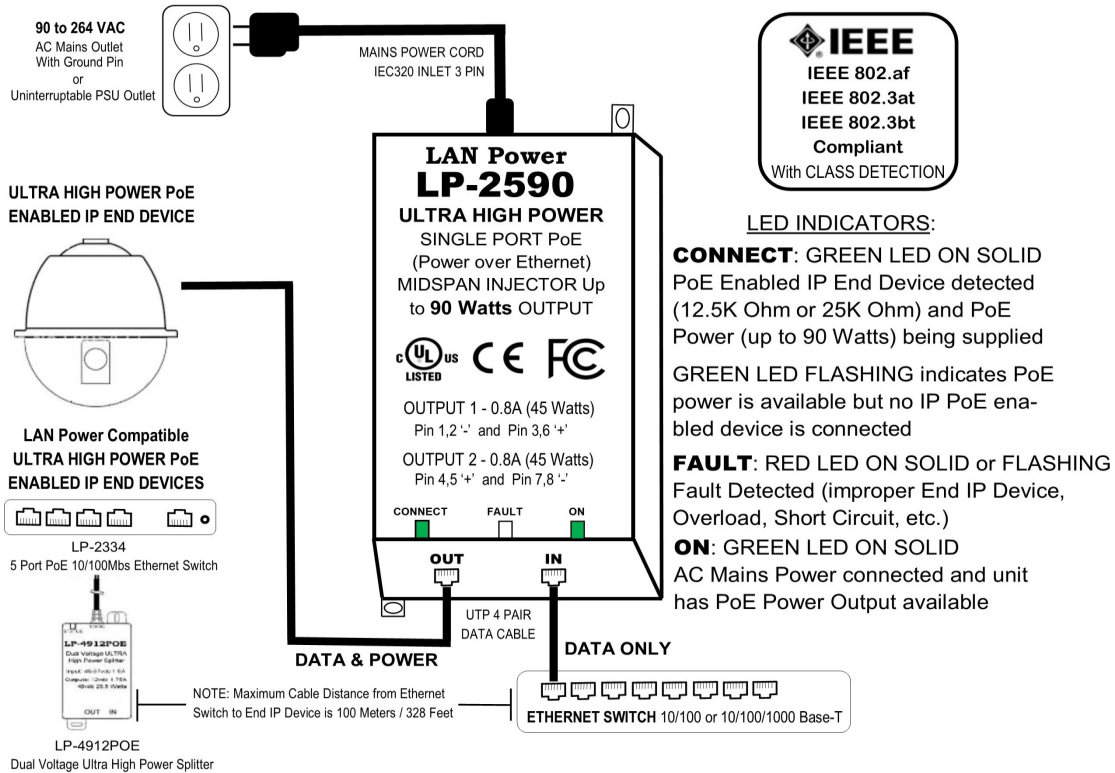 90 to 264 VAC
AC Mains Outlet
With Ground Pin
or
Uninterruptable PSU Outlet
MAINS POWER CORD
IEC320 INLET 3 PIN
IEEE
IEEE 802.af
IEEE 802.3at
IEEE 802.3bt
Compliant
With CLASS DETECTION
ULTRA HIGH POWER PoE
ENABLED IP END DEVICE
LAN Power
LP-2590
ULTRA HIGH POWER
SINGLE PORT PoE
(Power over Ethernet)
MIDSPAN INJECTOR Up
to 90 Watts OUTPUT
C UL US
LISTED
CE
FC
OUTPUT 1 - 0.8A (45 Watts)
Pin 1,2 '-' and Pin 3,6 '+'
OUTPUT 2 - 0.8A (45 Watts)
Pin 4,5 '+' and Pin 7,8 '-'
CONNECT FAULT ON
OUT IN
LED INDICATORS:
CONNECT: GREEN LED ON SOLID
PoE Enabled IP End Device detected
(12.5K Ohm or 25K Ohm) and PoE
Power (up to 90 Watts) being supplied
GREEN LED FLASHING indicates PoE
power is available but no IP PoE ena-
bled device is connected
FAULT: RED LED ON SOLID or FLASHING
Fault Detected (improper End IP Device,
Overload, Short Circuit, etc.)
ON: GREEN LED ON SOLID
AC Mains Power connected and unit
has PoE Power Output available
LAN Power Compatible
ULTRA HIGH POWER PoE
ENABLED IP END DEVICES
LP-2334
5 Port PoE 10/100Mbs Ethernet Switch
LP-4912POE
Dual Voltage ULTRA
High Power Splitter
OUT IN
LP-4912POE
Dual Voltage Ultra High Power Splitter
UTP 4 PAIR
DATA CABLE
DATA & POWER
DATA ONLY
NOTE: Maximum Cable Distance from Ethernet
Switch to End IP Device is 100 Meters / 328 Feet
ETHERNET SWITCH 10/100 or 10/100/1000 Base-T